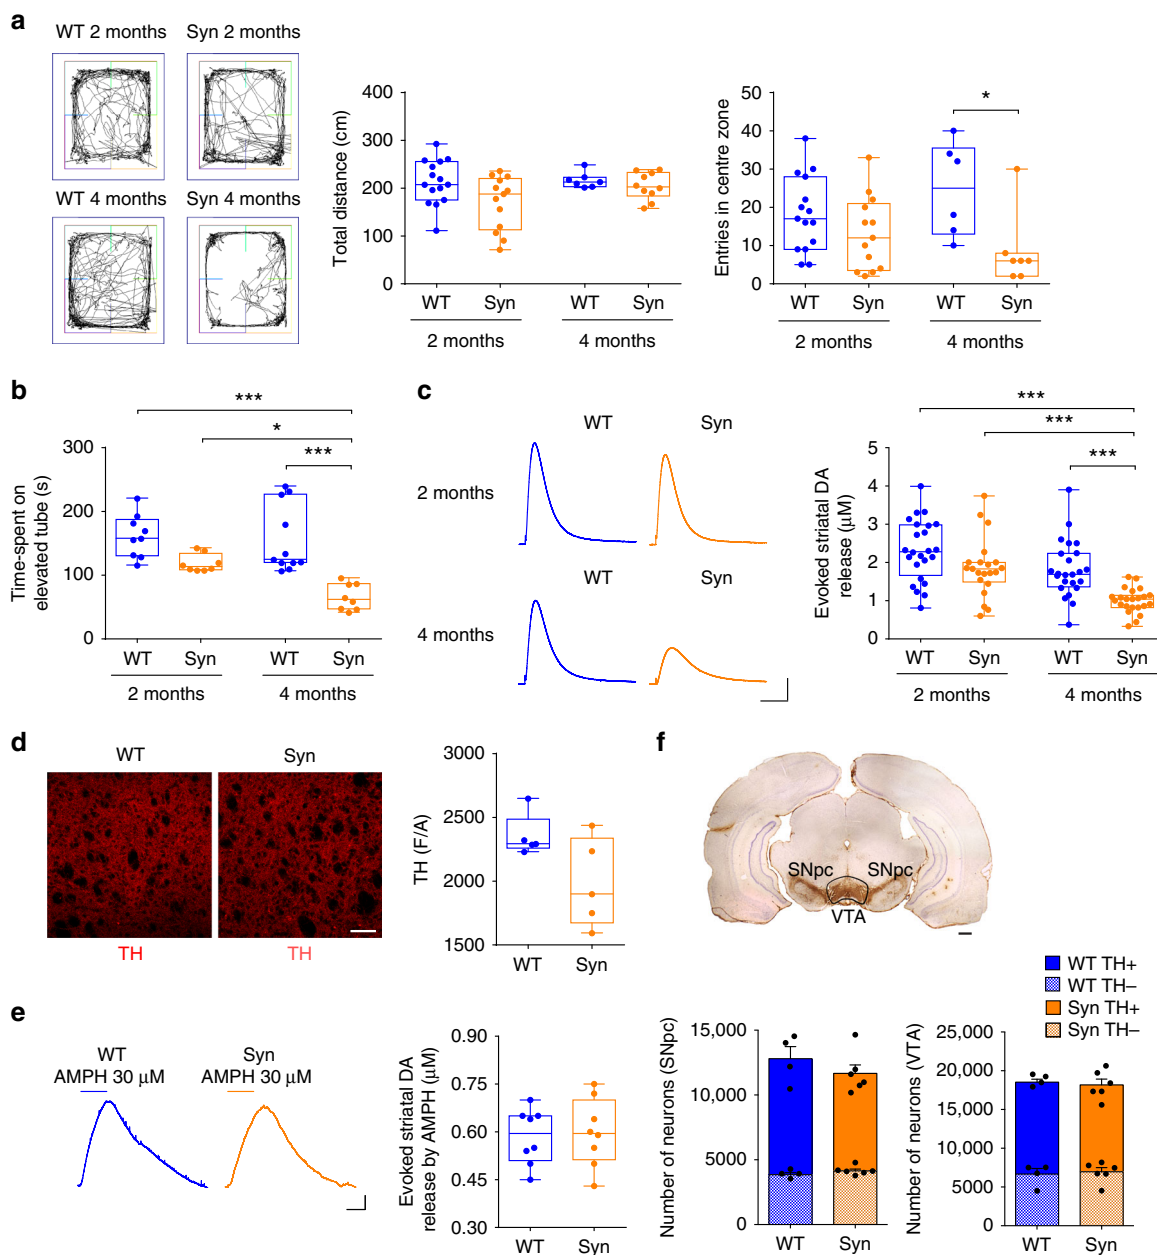 a
WT 2 months
Syn 2 months
WT 4 months
Syn 4 months
Total distance (cm)
400
300
200
100
0
WT
Syn
WT
Syn
2 months
4 months
Entries in centre zone
50
40
30
20
10
0
*
WT
Syn
WT
Syn
2 months
4 months
b
***
*
***
Time-spent on
elevated tube (s)
300
200
100
0
WT
Syn
WT
Syn
2 months
4 months
c
WT
Syn
2 months
WT
Syn
4 months
***
***
***
Evoked striatal DA
release (μM)
5
4
3
2
1
0
WT
Syn
WT
Syn
2 months
4 months
d
WT
Syn
TH
TH
TH (F/A)
3000
2500
2000
1500
WT
Syn
f
SNpc
SNpc
VTA
WT TH+
WT TH–
Syn TH+
Syn TH–
e
WT
AMPH 30 μM
Syn
AMPH 30 μM
Evoked striatal DA
release by AMPH (μM)
0.90
0.75
0.60
0.45
0.30
WT
Syn
Number of neurons (SNpc)
15,000
10,000
5000
0
WT
Syn
Number of neurons (VTA)
25,000
20,000
15,000
10,000
5000
0
WT
Syn